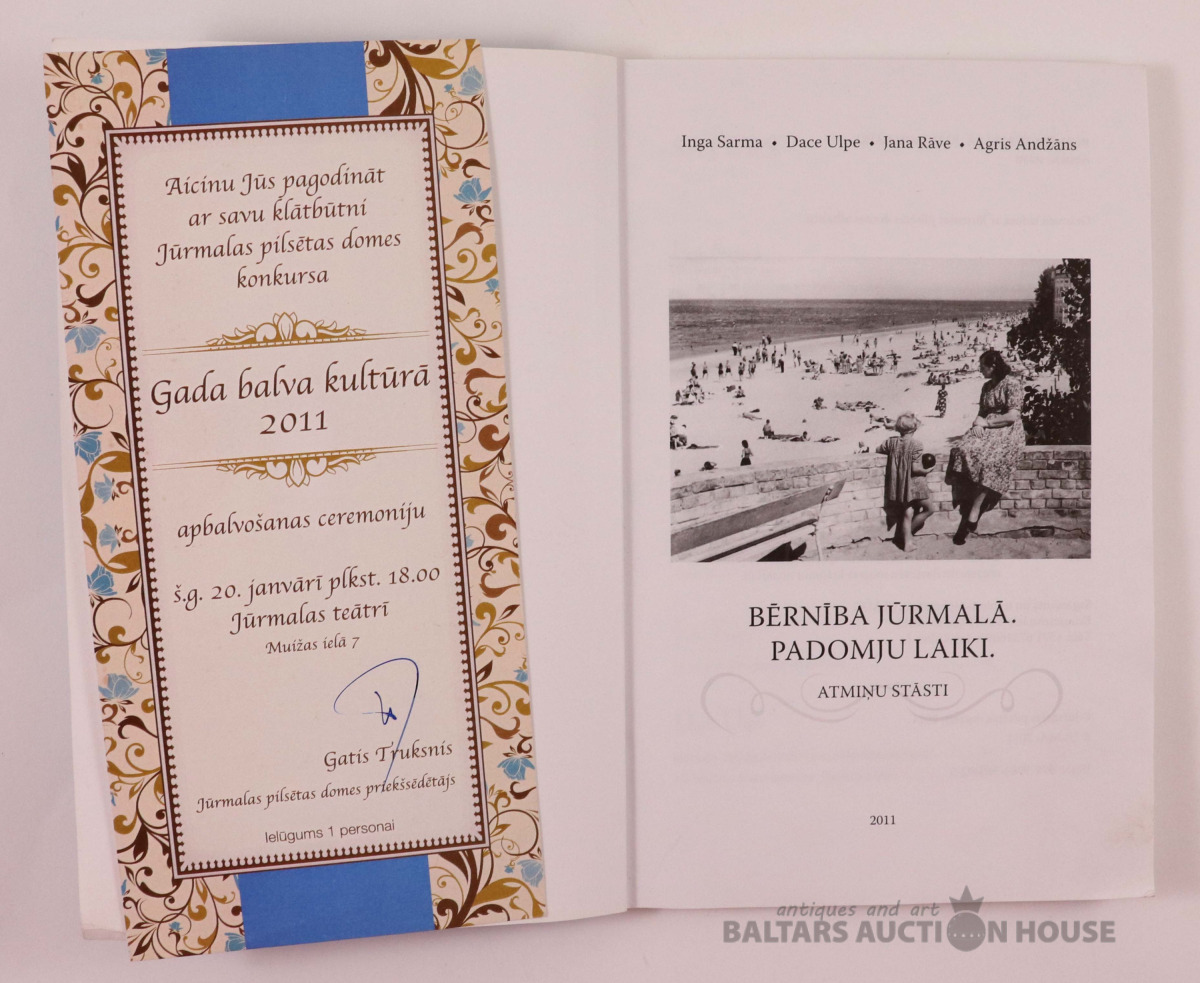 Aicinu Jūs pagodināt
ar savu klātbūtni
Jūrmalas pilsētas domes
konkursa
Gada balva kultūrā
2011
apbalvošanas ceremoniju
š.g. 20. janvārī plkst. 18.00
Jūrmalas teātrī
Muižas ielā 7
Gatis Truksnis
Jūrmalas pilsētas domes priekšsēdētājs
Ielūgums 1 personai
Inga Sarma • Dace Ulpe • Jana Rāve • Agris Andžāns
BĒRNĪBA JŪRMALĀ.
PADOMJU LAIKI.
ATMIŅU STĀSTI
2011
antiques and art
BALTARS AUCTION HOUSE